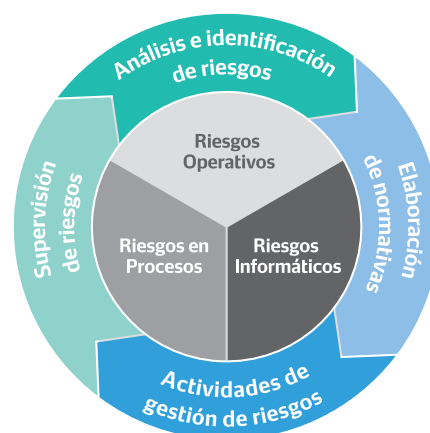 Análisis e identificación
de riesgos
Elaboración
de normativas
Actividades de
gestión de riesgos
Supervisión
de riesgos
Riesgos
Operativos
Riesgos en
Procesos
Riesgos
Informáticos